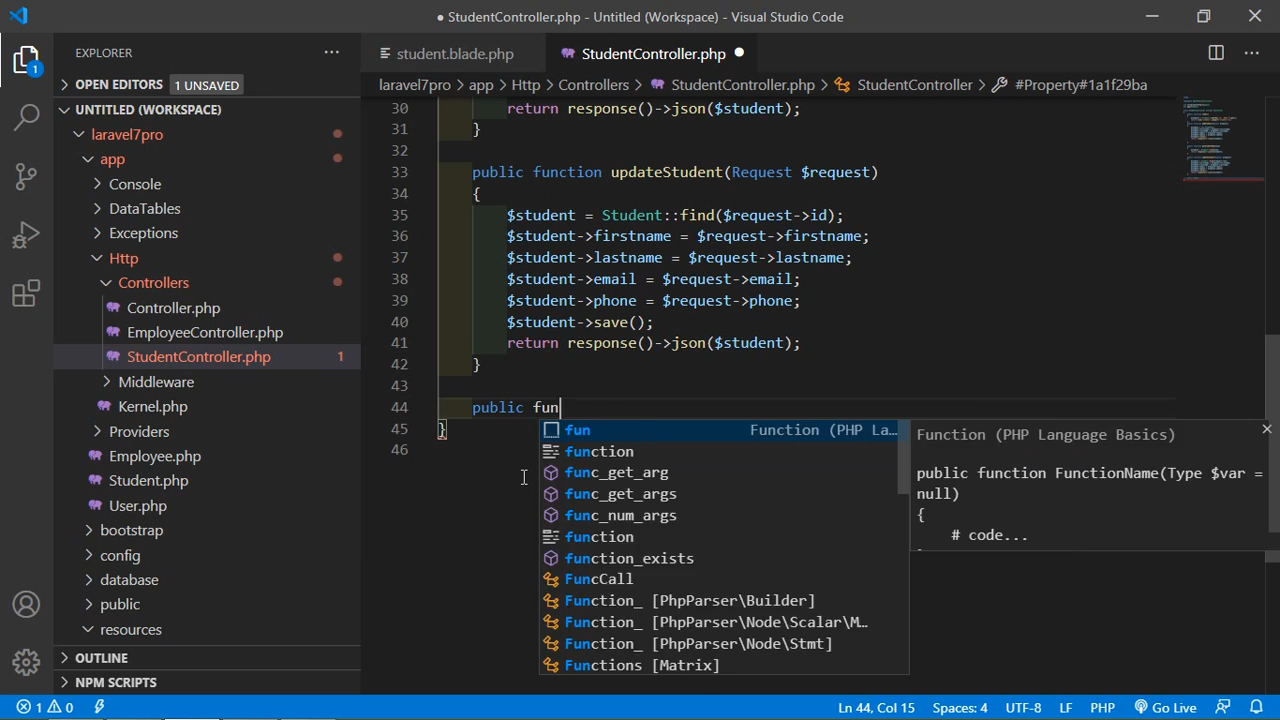 ● StudentController.php - Untitled (Workspace) - Visual Studio Code
EXPLORER
OPEN EDITORS 1 UNSAVED
UNTITLED (WORKSPACE)
laravel7pro
app
Console
DataTables
Exceptions
Http
Controllers
Controller.php
EmployeeController.php
StudentController.php 1
Middleware
Kernel.php
Providers
Employee.php
Student.php
User.php
bootstrap
config
database
public
resources
OUTLINE
NPM SCRIPTS
1
student.blade.php StudentController.php ●
laravel7pro > app > Http > Controllers > StudentController.php > StudentController > #Property#1a1f29ba
30 return response()->json($student);
31 }
32
33 public function updateStudent(Request $request)
34 {
35 $student = Student::find($request->id);
36 $student->firstname = $request->firstname;
37 $student->lastname = $request->lastname;
38 $student->email = $request->email;
39 $student->phone = $request->phone;
40 $student->save();
41 return response()->json($student);
42 }
43
44 public fun
45 }
46
fun Function (PHP La…
function
func_get_arg
func_get_args
func_num_args
function
function_exists
FuncCall
Function_ [PhpParser\Builder]
Function_ [PhpParser\Node\Scalar\M…
Function_ [PhpParser\Node\Stmt]
Functions [Matrix]
Function (PHP Language Basics)
public function FunctionName(Type $var =
null)
{
# code...
1 0 Ln 44, Col 15 Spaces: 4 UTF-8 LF PHP Go Live